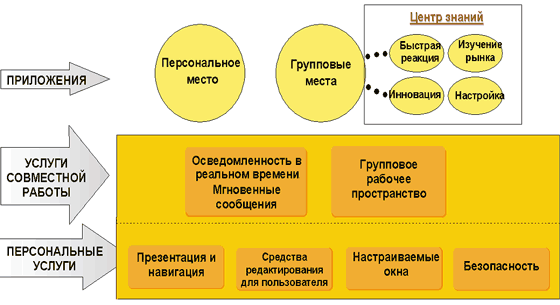 Центр знаний
Быстрая
реакция
Изучение
рынка
Персональное
место
Групповые
места
ПРИЛОЖЕНИЯ
Инновация
Настройка
УСЛУГИ
СОВМЕСТНОЙ
РАБОТЫ
Осведомленность в
реальном времени
Мгновенные
сообщения
Групповое
рабочее
пространство
ПЕРСОНАЛЬНЫЕ
УСЛУГИ
Презентация и
навигация
Средства
редактирования
для пользователя
Настраиваемые
окна
Безопасность